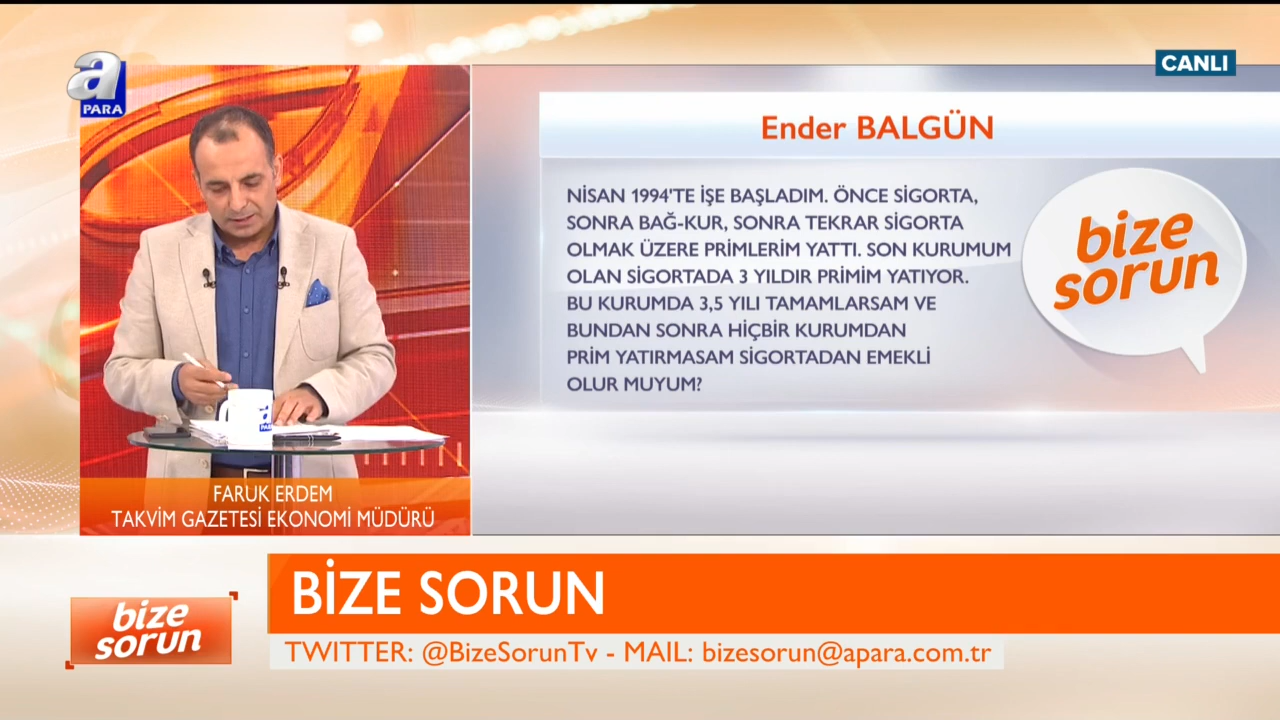 a
PARA
CANLI
Ender BALGÜN
NİSAN 1994'TE İŞE BAŞLADIM. ÖNCE SİGORTA,
SONRA BAĞ-KUR, SONRA TEKRAR SİGORTA
OLMAK ÜZERE PRİMLERİM YATTI. SON KURUMUM
OLAN SİGORTADA 3 YILDIR PRİMİM YATIYOR.
BU KURUMDA 3,5 YILI TAMAMLARSAM VE
BUNDAN SONRA HİÇBİR KURUMDAN
PRİM YATIRMASAM SİGORTADAN EMEKLİ
OLUR MUYUM?
bize
sorun
a
PARA
FARUK ERDEM
TAKVİM GAZETESİ EKONOMİ MÜDÜRÜ
BİZE SORUN
bize
sorun
TWITTER: @BizeSorunTv - MAIL: bizesorun@apara.com.tr